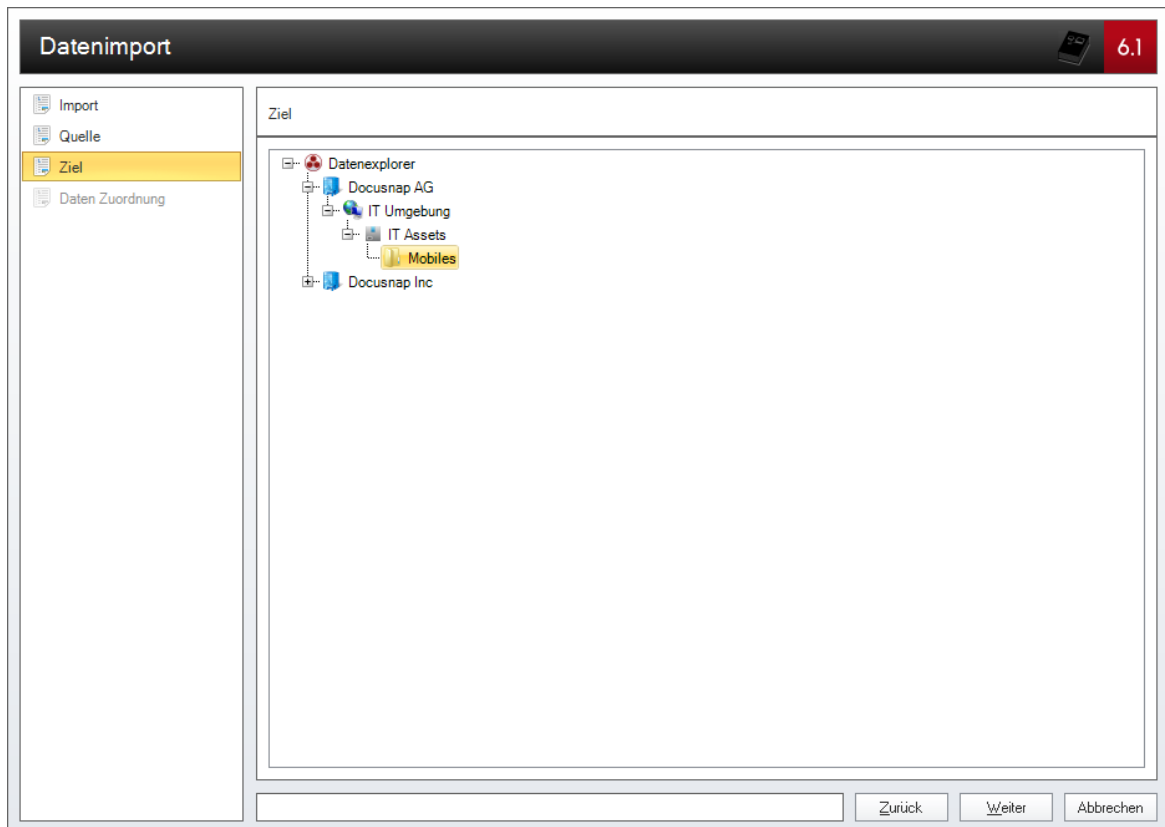 Datenimport
6.1
Import
Quelle
Ziel
Daten Zuordnung
Ziel
Datenexplorer
Docusnap AG
IT Umgebung
IT Assets
Mobiles
Docusnap Inc
Zurück
Weiter
Abbrechen